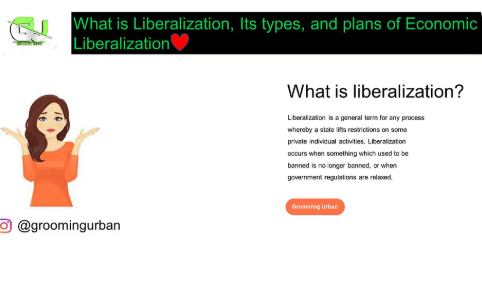 What is Liberalization, Its types, and plans of Economic
Liberalization❤️
What is liberalization?
Liberalization is a general term for any process
whereby a state lifts restrictions on some
private individual activities. Liberalization
occurs when something which used to be
banned is no longer banned, or when
government regulations are relaxed.
Grooming Urban
@groomingurban